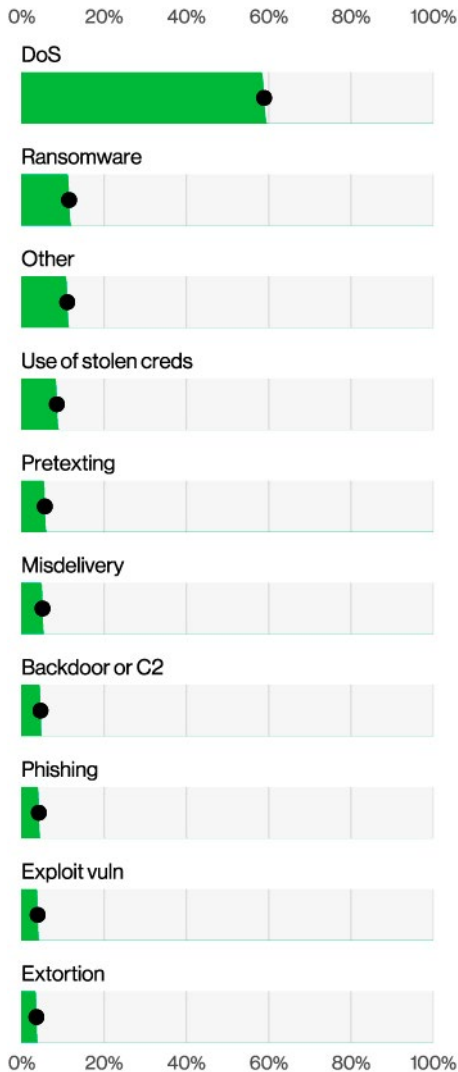 0% 20% 40% 60% 80% 100%
DoS
Ransomware
Other
Use of stolen creds
Pretexting
Misdelivery
Backdoor or C2
Phishing
Exploit vuln
Extortion
0% 20% 40% 60% 80% 100%